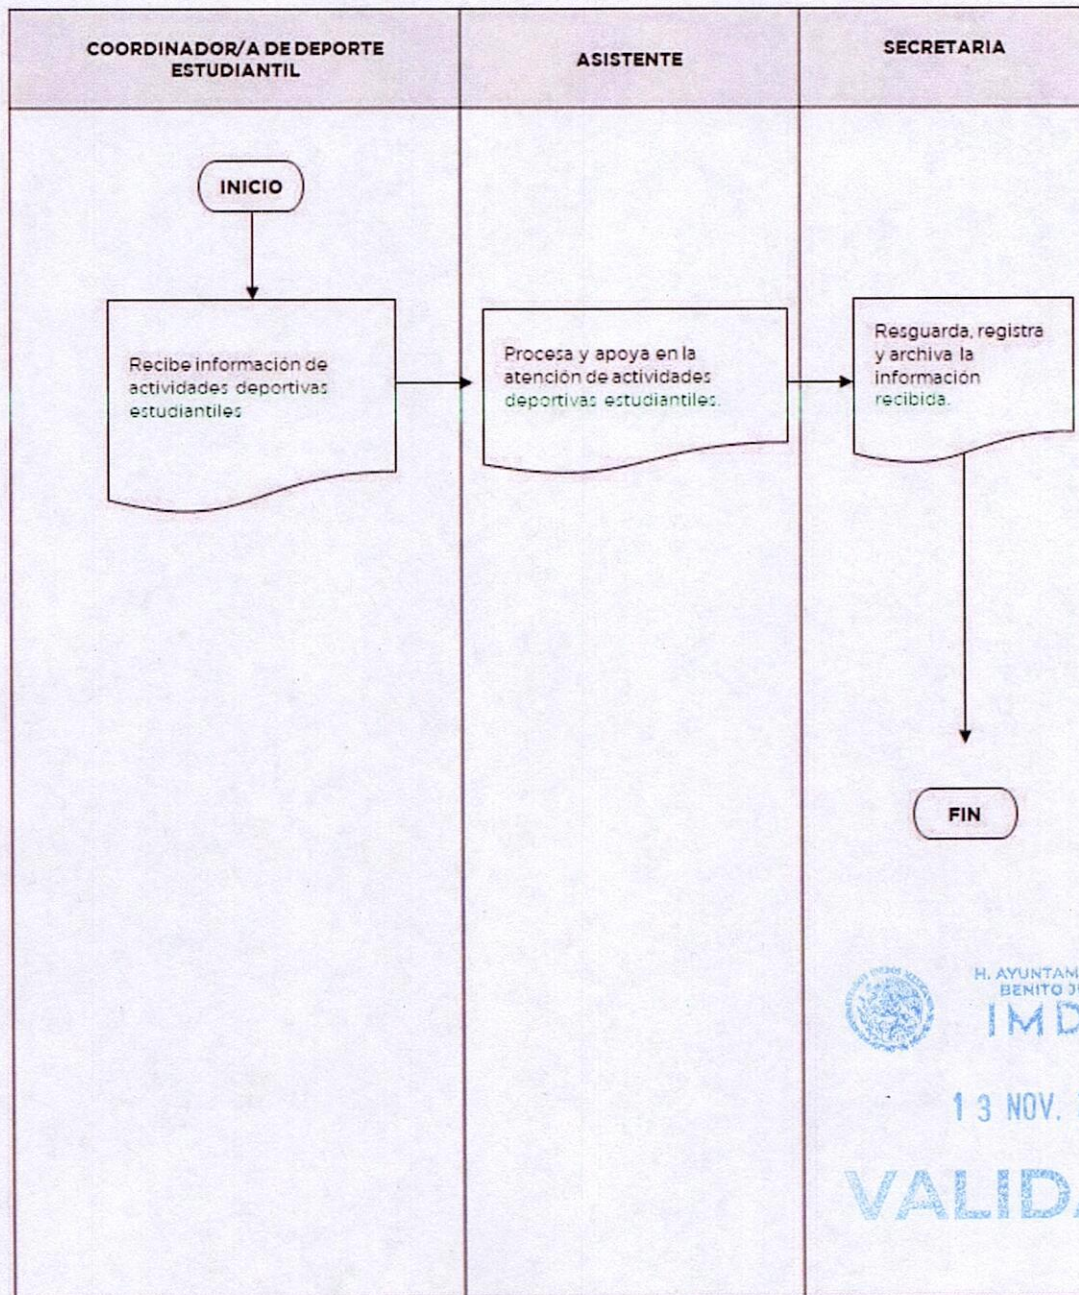 COORDINADOR/A DE DEPORTE
ESTUDIANTIL
ASISTENTE
SECRETARIA
INICIO
Recibe información de
actividades deportivas
estudiantiles
Procesa y apoya en la
atención de actividades
deportivas estudiantiles.
Resguarda, registra
y archiva la
información
recibida.
FIN
H. AYUNTAM
BENITO J
IMD
13 NOV.
VALIDA